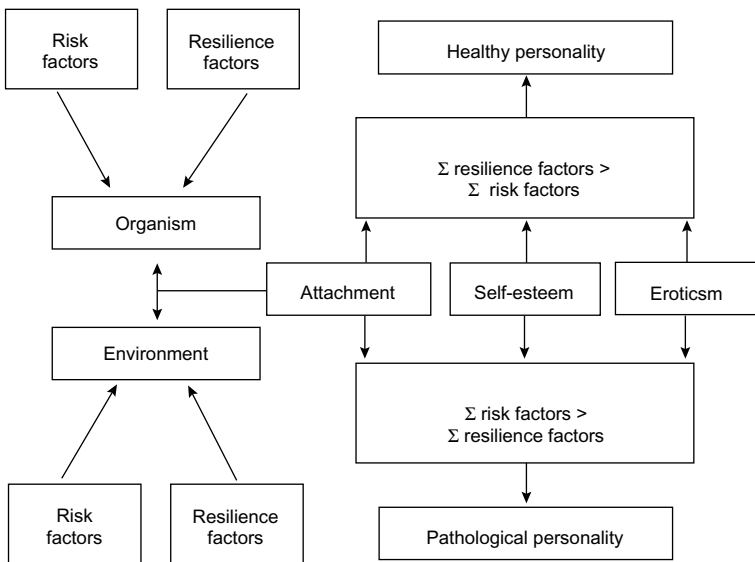 Risk
factors
Resilience
factors
Healthy personality
Σ resilience factors >
Σ risk factors
Organism
Attachment
Self-esteem
Eroticsm
Environment
Σ risk factors >
Σ resilience factors
Risk
factors
Resilience
factors
Pathological personality